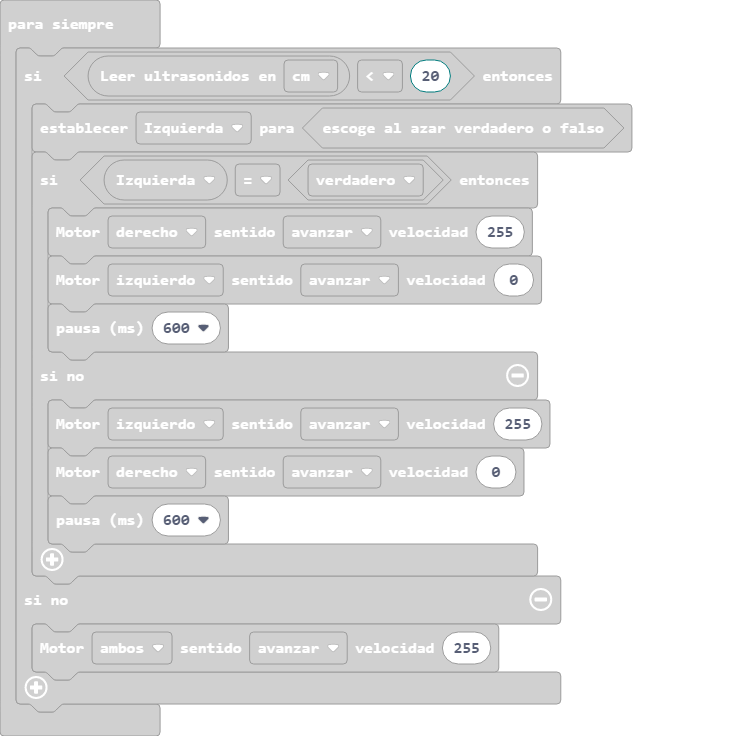 para siempre
si Leer ultrasonidos en cm < 20 entonces
establecer Izquierda para escoge al azar verdadero o falso
si Izquierda = verdadero entonces
Motor derecho sentido avanzar velocidad 255
Motor izquierdo sentido avanzar velocidad 0
pausa (ms) 600
si no
Motor izquierdo sentido avanzar velocidad 255
Motor derecho sentido avanzar velocidad 0
pausa (ms) 600
si no
Motor ambos sentido avanzar velocidad 255